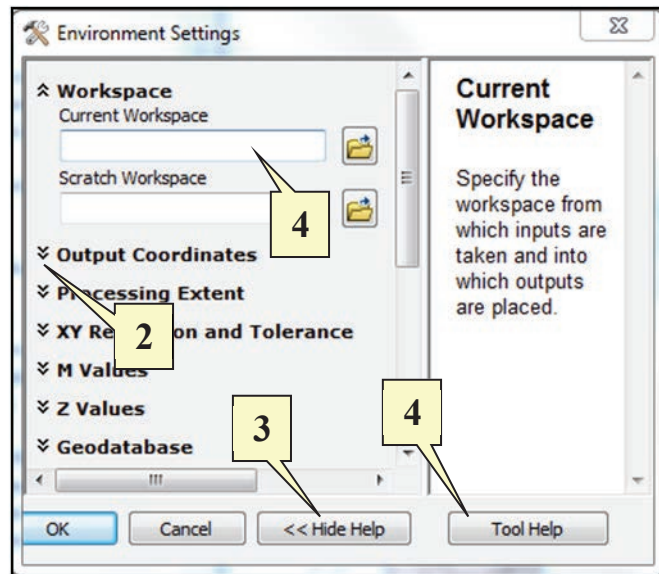 Environment Settings
Workspace
Current Workspace
Scratch Workspace
4
Output Coordinates
2
Processing Extent
XY Re on and Tolerance
M Values
Z Values
Geodatabase
3
4
OK
Cancel
<< Hide Help
Tool Help
Current
Workspace
Specify the
workspace from
which inputs are
taken and into
which outputs
are placed.